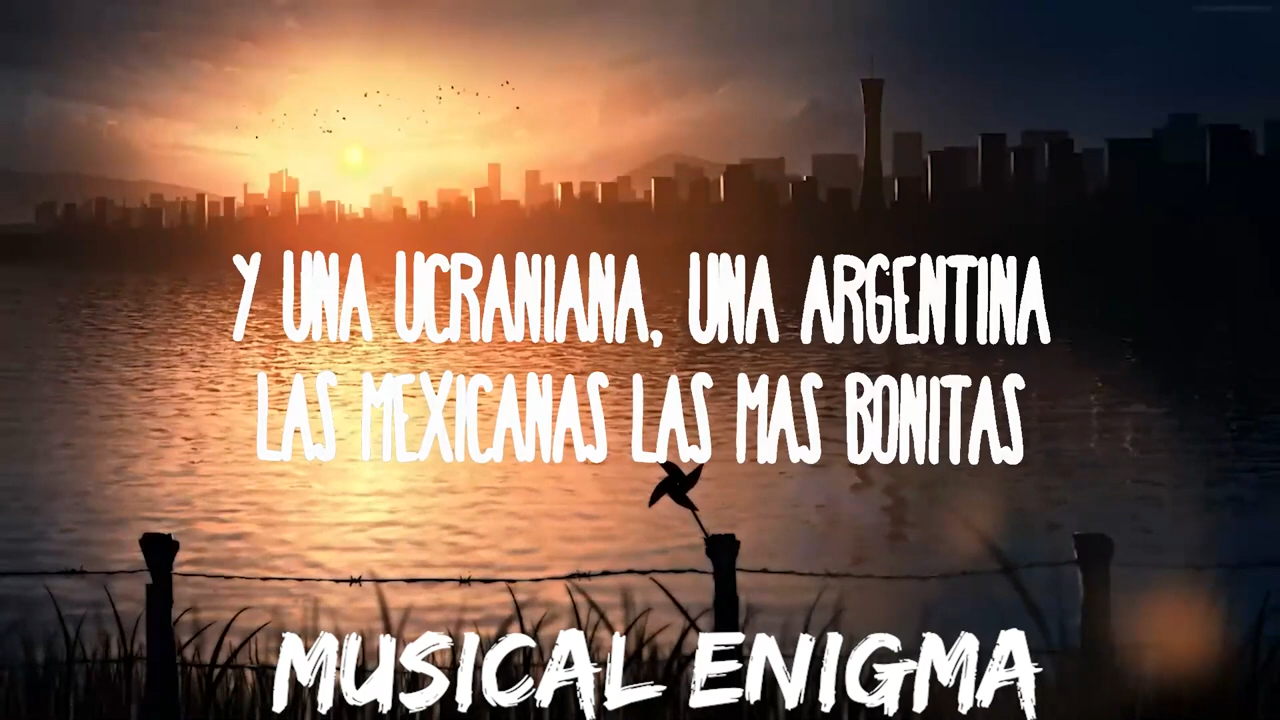 Y UNA UCRANIANA, UNA ARGENTINA
LAS MEXICANAS LAS MAS BONITAS
MUSICAL ENIGMA